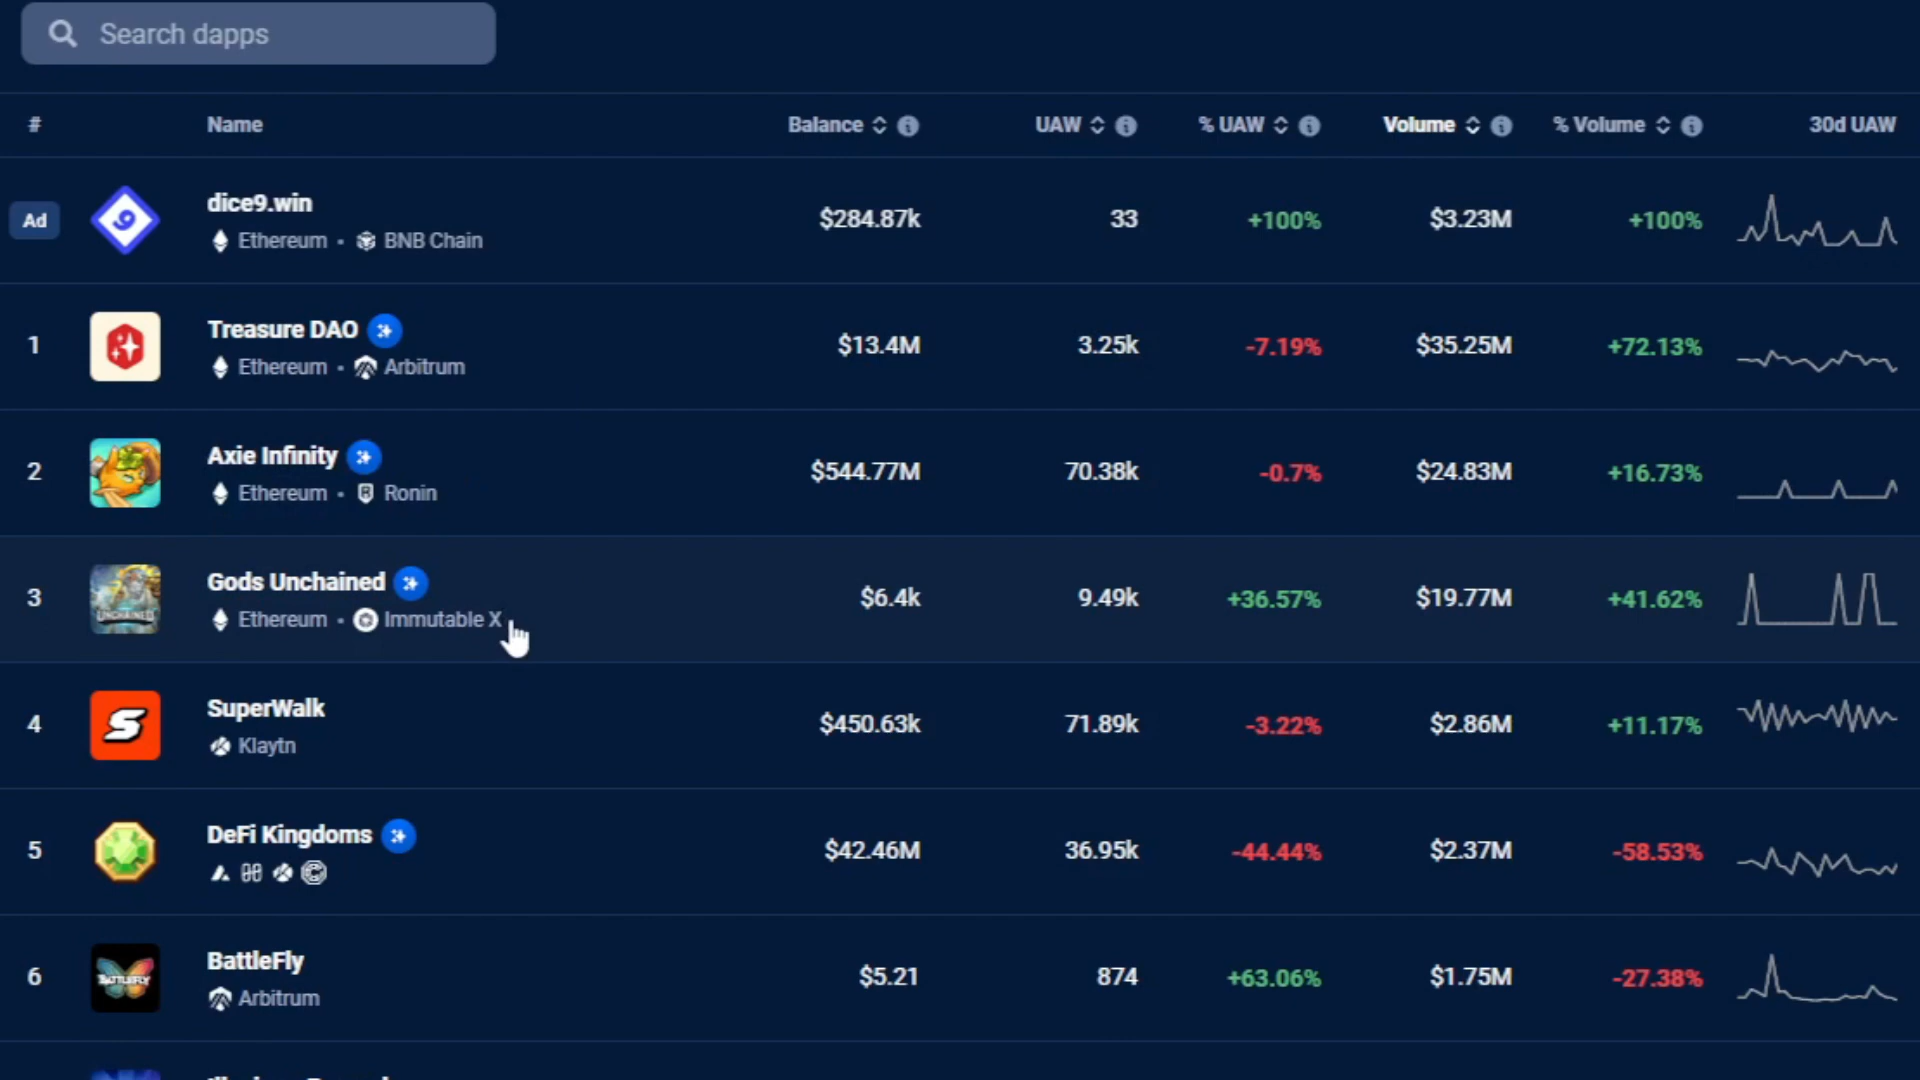 Search dapps
# Name Balance UAW % UAW Volume % Volume 30d UAW
Ad 9 dice9.win $284.87k 33 +100% $3.23M +100%
Ethereum • BNB Chain
1 Treasure DAO $13.4M 3.25k -7.19% $35.25M +72.13%
Ethereum • Arbitrum
2 Axie Infinity $544.77M 70.38k -0.7% $24.83M +16.73%
Ethereum • Ronin
3 UNCHAINED Gods Unchained $6.4k 9.49k +36.57% $19.77M +41.62%
Ethereum • Immutable X
4 S SuperWalk $450.63k 71.89k -3.22% $2.86M +11.17%
Klaytn
5 DeFi Kingdoms $42.46M 36.95k -44.44% $2.37M -58.53%
6 BATTLEFLY BattleFly $5.21 874 +63.06% $1.75M -27.38%
Arbitrum